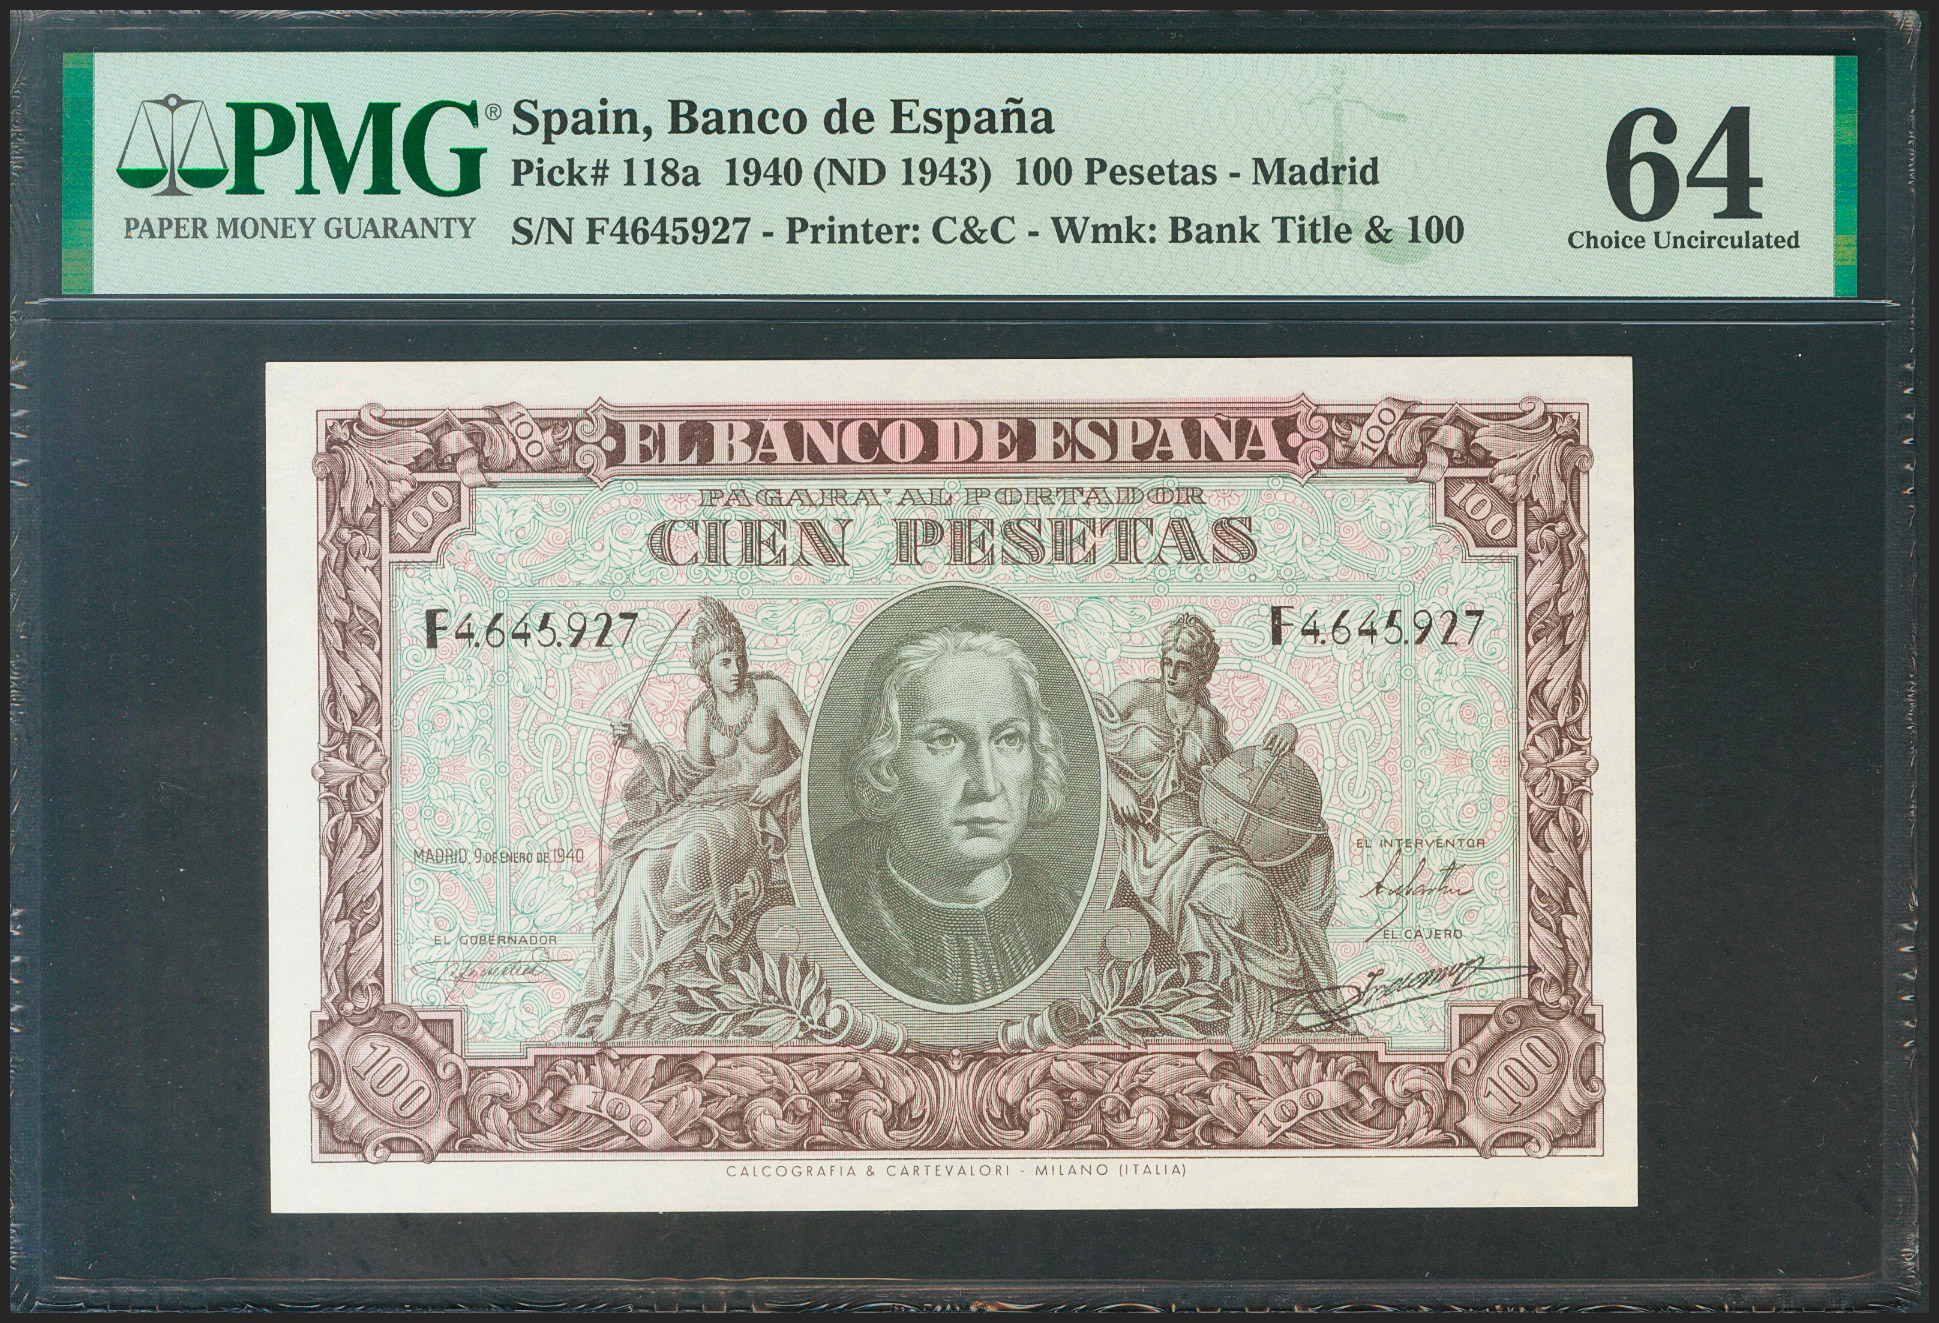 PMG®
PAPER MONEY GUARANTY
Spain, Banco de España
Pick# 118a 1940 (ND 1943) 100 Pesetas - Madrid
S/N F4645927 - Printer: C&C - Wmk: Bank Title & 100
64
Choice Uncirculated
100 EL BANCO DE ESPAÑA 100
100 PAGARA' AL PORTADOR 100
CIEN PESETAS
F4.645.927 F4.645.927
MADRID, 9 DE ENERO DE 1940
EL INTERVENTOR
EL GOBERNADOR
EL CAJERO
100 100 100 100
CALCOGRAFIA & CARTEVALORI - MILANO (ITALIA)